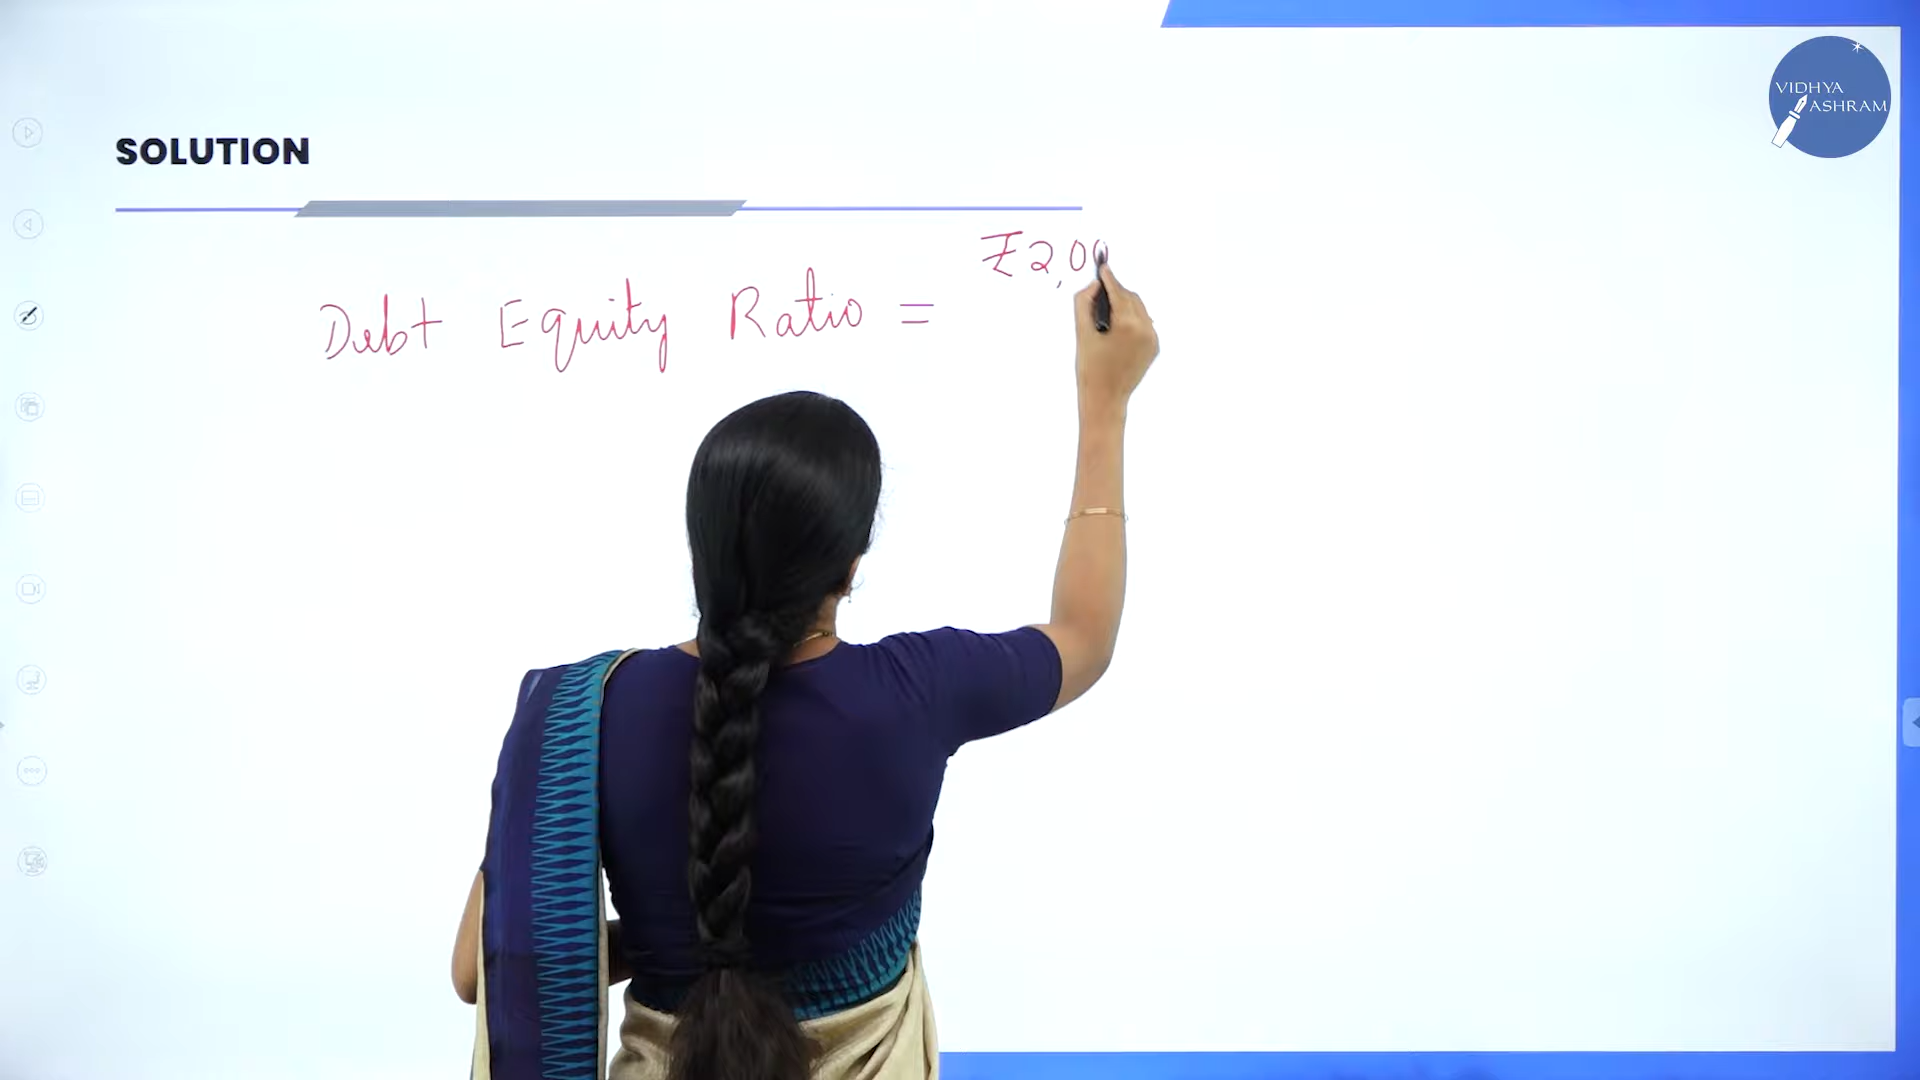 VIDHYA
ASHRAM
SOLUTION
₹2,00
Debt Equity Ratio =